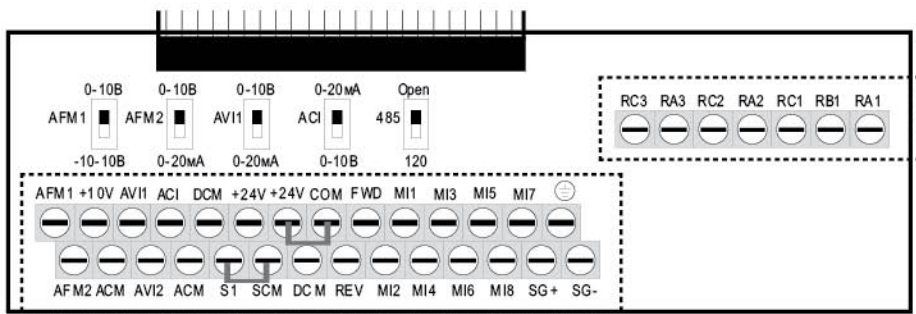 0-10В 0-10В 0-10В 0-20мА Open
AFM1 AFM2 AVI1 ACI 485
-10-10В 0-20мА 0-20мА 0-10В 120
RC3 RA3 RC2 RA2 RC1 RB1 RA1
AFM1 +10V AVI1 ACI DCM +24V +24V COM FWD MI1 MI3 MI5 MI7
AFM2 ACM AVI2 ACM S1 SCM DCM REV MI2 MI4 MI6 MI8 SG+ SG-